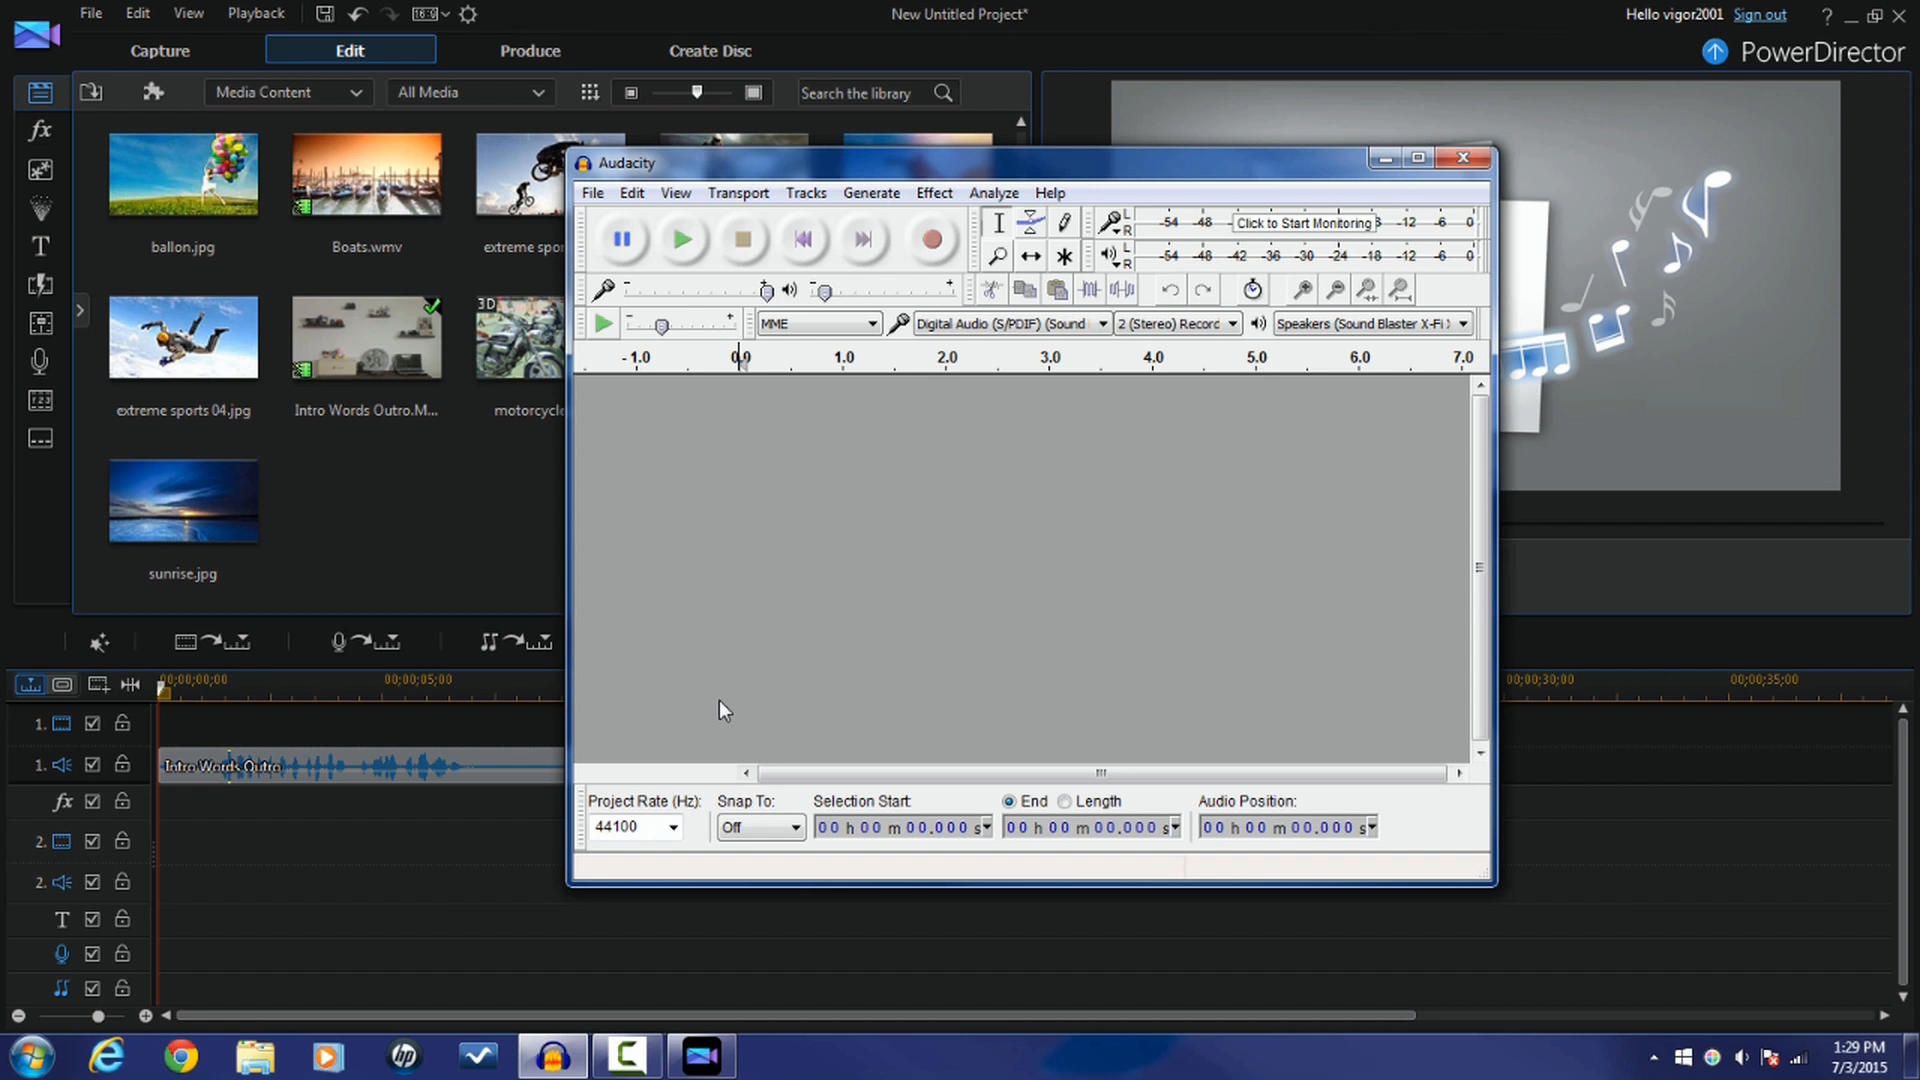 File Edit View Playback
New Untitled Project*
Hello vigor2001 Sign out
Capture Edit Produce Create Disc
PowerDirector
Media Content All Media Search the library
ballon.jpg Boats.wmv extreme spo
extreme sports 04.jpg Intro Words Outro.M... motorcycle
3D
sunrise.jpg
Audacity
File Edit View Transport Tracks Generate Effect Analyze Help
L R -54 -48 Click to Start Monitoring -12 -6 0
L R -54 -48 -42 -36 -30 -24 -18 -12 -6 0
MME Digital Audio (S/PDIF) (Sound 2 (Stereo) Record Speakers (Sound Blaster X-Fi
-1.0 0.0 1.0 2.0 3.0 4.0 5.0 6.0 7.0
Project Rate (Hz): Snap To: Selection Start: End Length Audio Position:
44100 Off 00 h 00 m 00.000 s 00 h 00 m 00.000 s 00 h 00 m 00.000 s
00;00;00;00 00;00;05;00 00;00;30;00 00;00;35;00
1.
1. Intro Words Outro
fx
2.
2.
T
1:29 PM
7/3/2015